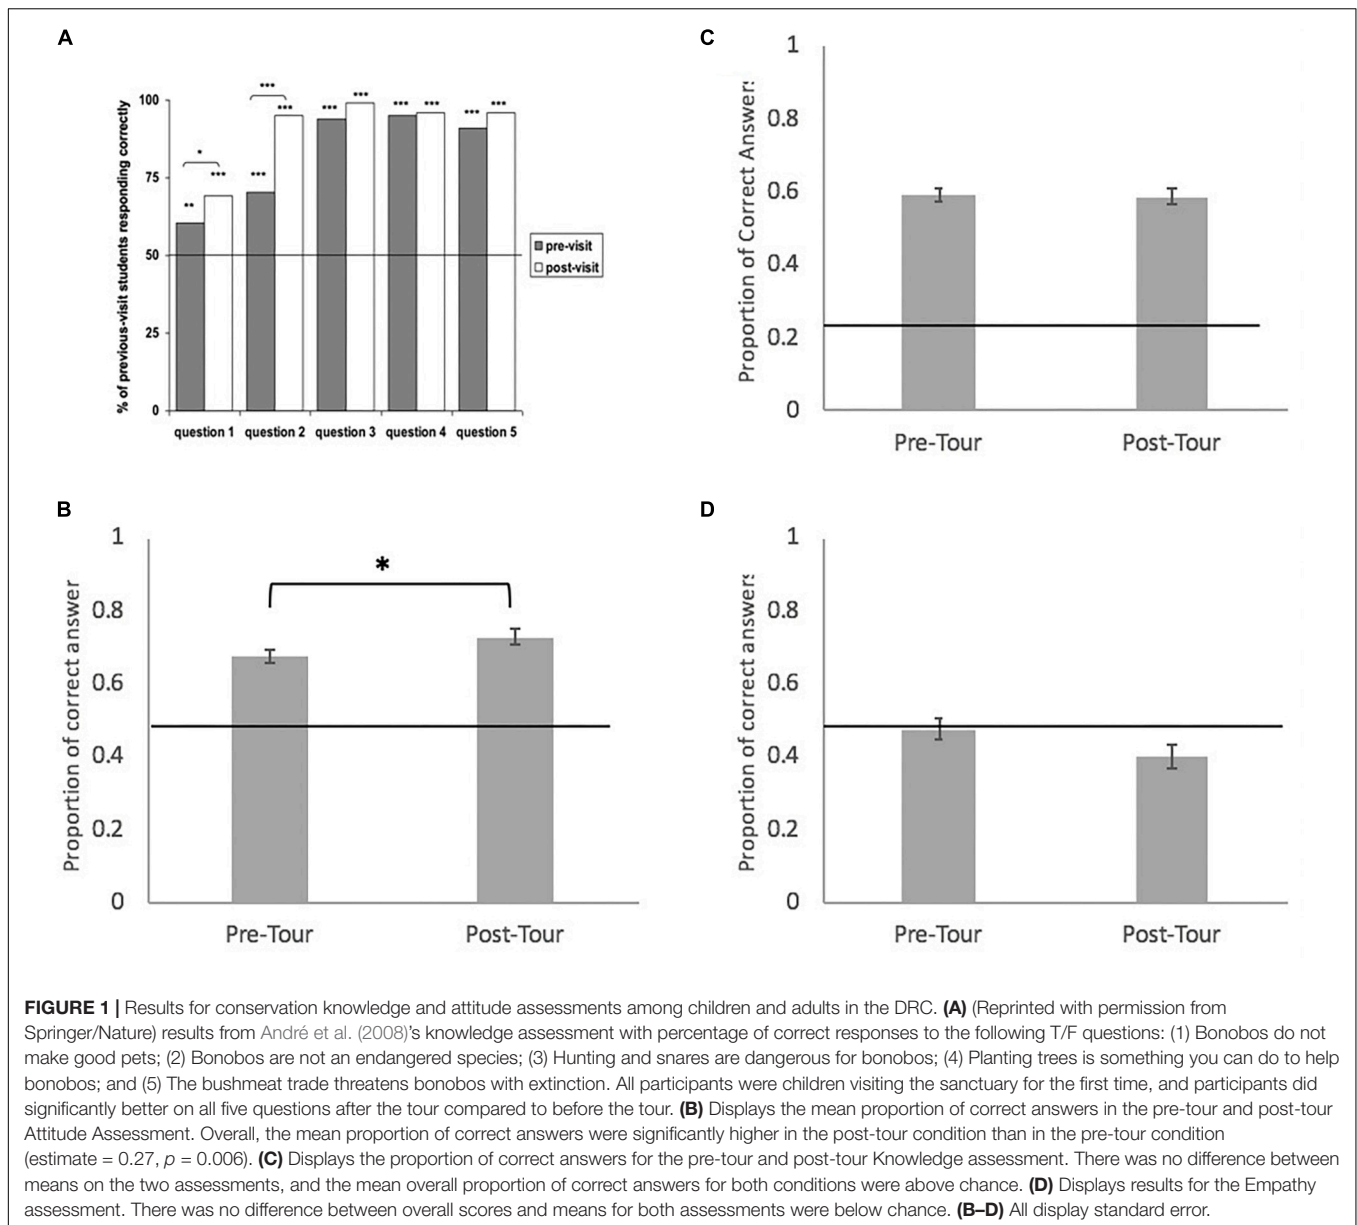 A
% of previous-visit students responding correctly
100
75
50
25
0
*
***
**
***
***
***
***
***
***
***
***
***
***
question 1 question 2 question 3 question 4 question 5
pre-visit
post-visit
C
Proportion of Correct Answers
1
0.8
0.6
0.4
0.2
0
Pre-Tour Post-Tour
B
Proportion of correct answer
1
0.8
0.6
0.4
0.2
0
*
Pre-Tour Post-Tour
D
Proportion of correct answers
1
0.8
0.6
0.4
0.2
0
Pre-Tour Post-Tour
FIGURE 1 | Results for conservation knowledge and attitude assessments among children and adults in the DRC. (A) (Reprinted with permission from
Springer/Nature) results from André et al. (2008)'s knowledge assessment with percentage of correct responses to the following T/F questions: (1) Bonobos do not
make good pets; (2) Bonobos are not an endangered species; (3) Hunting and snares are dangerous for bonobos; (4) Planting trees is something you can do to help
bonobos; and (5) The bushmeat trade threatens bonobos with extinction. All participants were children visiting the sanctuary for the first time, and participants did
significantly better on all five questions after the tour compared to before the tour. (B) Displays the mean proportion of correct answers in the pre-tour and post-tour
Attitude Assessment. Overall, the mean proportion of correct answers were significantly higher in the post-tour condition than in the pre-tour condition
(estimate = 0.27, p = 0.006). (C) Displays the proportion of correct answers for the pre-tour and post-tour Knowledge assessment. There was no difference between
means on the two assessments, and the mean overall proportion of correct answers for both conditions were above chance. (D) Displays results for the Empathy
assessment. There was no difference between overall scores and means for both assessments were below chance. (B–D) All display standard error.